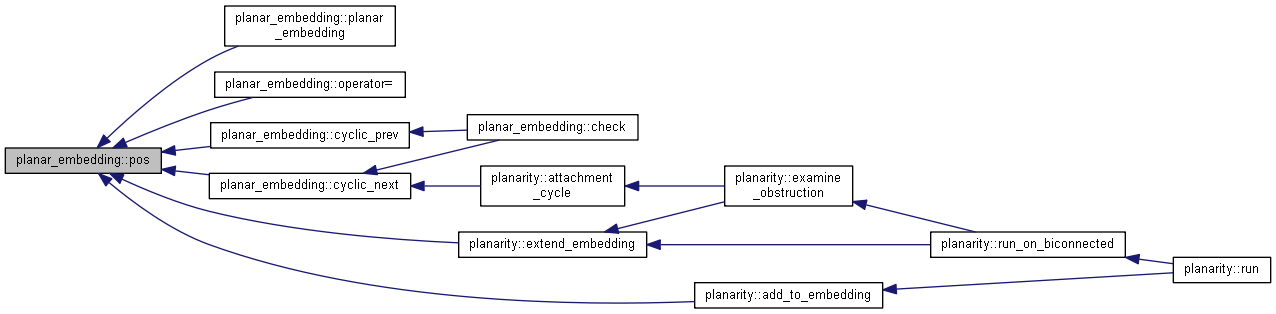 planar_embedding::planar
_embedding
planar_embedding::operator=
planar_embedding::cyclic_prev
planar_embedding::check
planar_embedding::pos
planar_embedding::cyclic_next
planarity::attachment
_cycle
planarity::examine
_obstruction
planarity::extend_embedding
planarity::run_on_biconnected
planarity::run
planarity::add_to_embedding